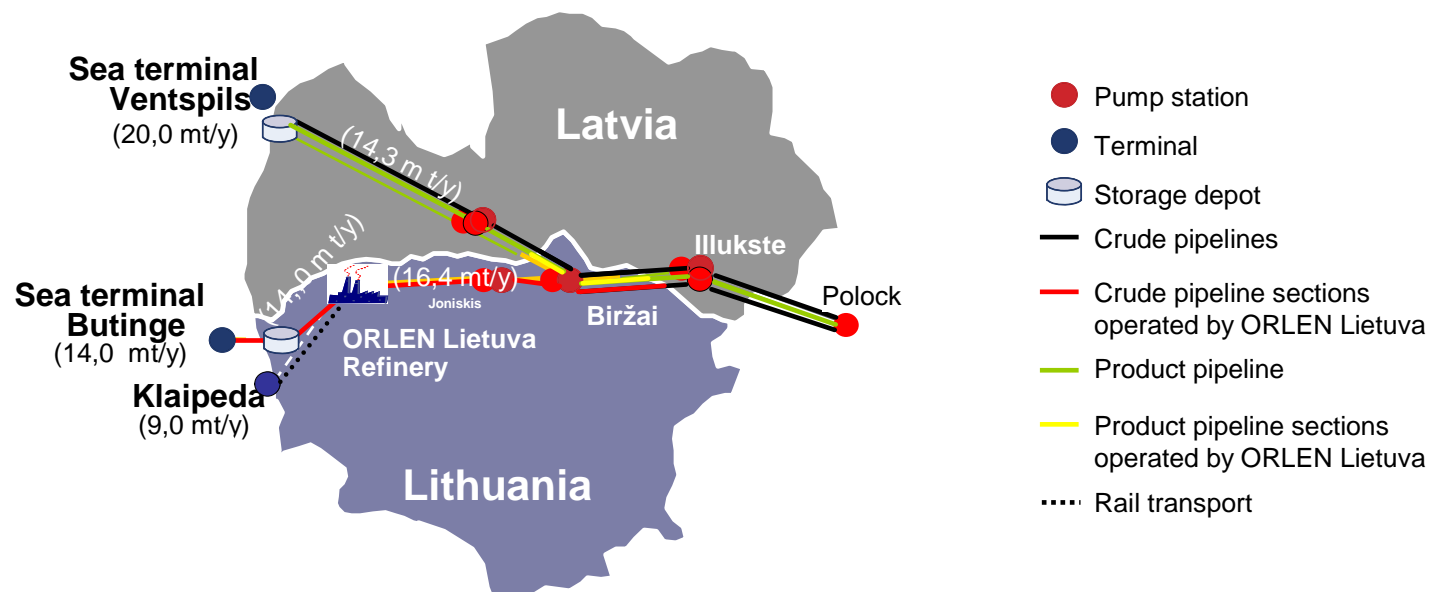 Sea terminal
Ventspils
(20,0 mt/y)
(14,3 m t/y)
Latvia
Illukste
(14,0 m t/y)
(16,4 mt/y)
Joniskis
Biržai
Polock
Sea terminal
Butinge
(14,0 mt/y)
ORLEN Lietuva
Refinery
Klaipeda
(9,0 mt/y)
Lithuania
Pump station
Terminal
Storage depot
Crude pipelines
Crude pipeline sections
operated by ORLEN Lietuva
Product pipeline
Product pipeline sections
operated by ORLEN Lietuva
Rail transport